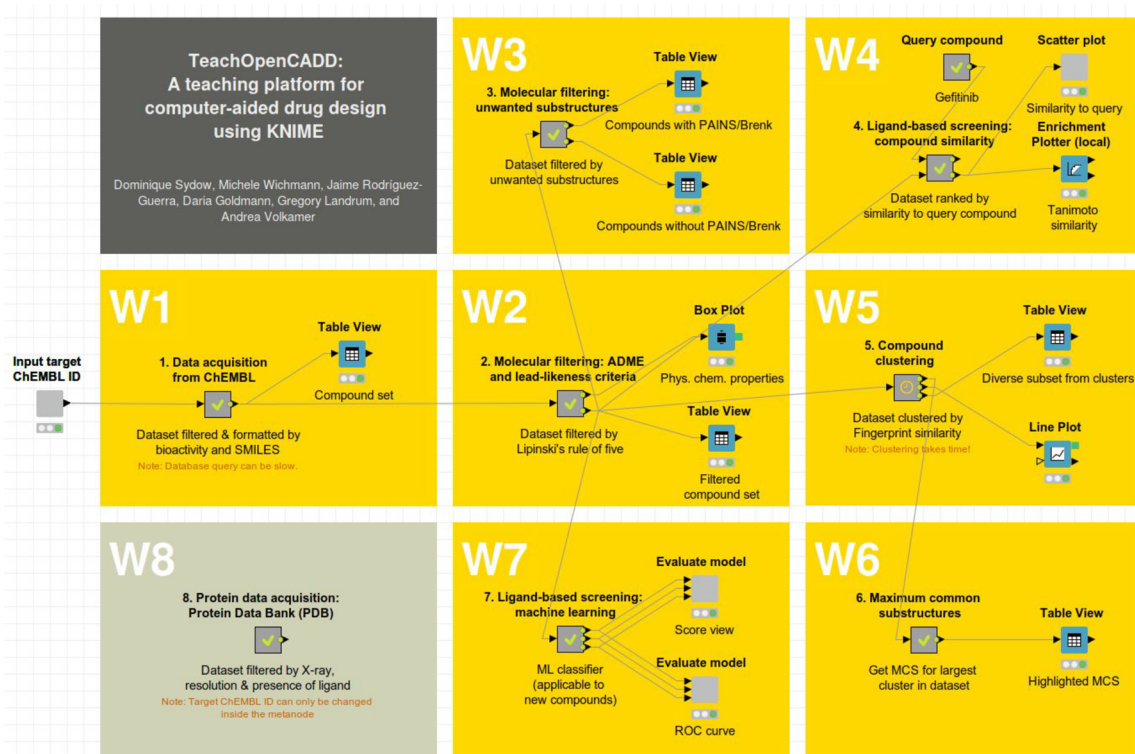 TeachOpenCADD:
A teaching platform for
computer-aided drug design
using KNIME
Dominique Sydow, Michele Wichmann, Jaime Rodríguez-
Guerra, Daria Goldmann, Gregory Landrum, and
Andrea Volkamer
W3
3. Molecular filtering:
unwanted substructures
Dataset filtered by
unwanted substructures
Table View
Compounds with PAINS/Brenk
Table View
Compounds without PAINS/Brenk
W4
Query compound
Gefitinib
4. Ligand-based screening:
compound similarity
Dataset ranked by
similarity to query compound
Scatter plot
Similarity to query
Enrichment
Plotter (local)
Tanimoto
similarity
Input target
ChEMBL ID
W1
1. Data acquisition
from ChEMBL
Dataset filtered & formatted by
bioactivity and SMILES
Note: Database query can be slow.
Table View
Compound set
W2
2. Molecular filtering: ADME
and lead-likeness criteria
Dataset filtered by
Lipinski's rule of five
Box Plot
Phys. chem. properties
Table View
Filtered
compound set
W5
5. Compound
clustering
Dataset clustered by
Fingerprint similarity
Note: Clustering takes time!
Table View
Diverse subset from clusters
Line Plot
W8
8. Protein data acquisition:
Protein Data Bank (PDB)
Dataset filtered by X-ray,
resolution & presence of ligand
Note: Target ChEMBL ID can only be changed
inside the metanode
W7
7. Ligand-based screening:
machine learning
ML classifier
(applicable to
new compounds)
Evaluate model
Score view
Evaluate model
ROC curve
W6
6. Maximum common
substructures
Get MCS for largest
cluster in dataset
Table View
Highlighted MCS